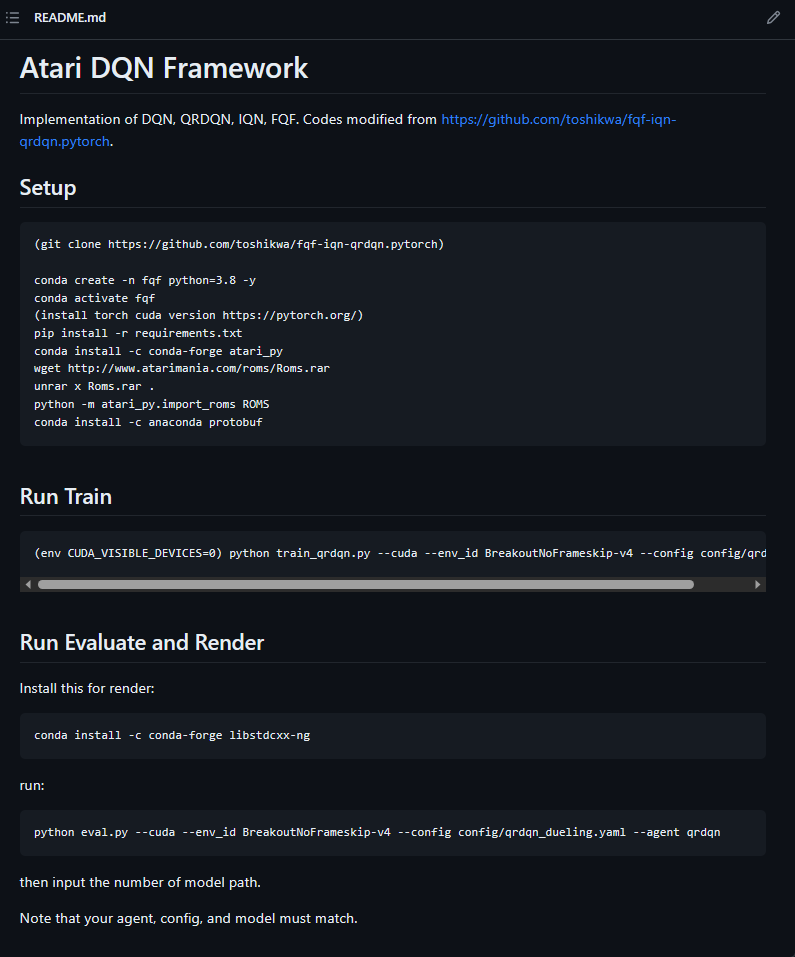 README.md
Atari DQN Framework
Implementation of DQN, QRDQN, IQN, FQF. Codes modified from https://github.com/toshikwa/fqf-iqn-
qrdqn.pytorch.
Setup
(git clone https://github.com/toshikwa/fqf-iqn-qrdqn.pytorch)
conda create -n fqf python=3.8 -y
conda activate fqf
(install torch cuda version https://pytorch.org/)
pip install -r requirements.txt
conda install -c conda-forge atari_py
wget http://www.atarimania.com/roms/Roms.rar
unrar x Roms.rar .
python -m atari_py.import_roms ROMS
conda install -c anaconda protobuf
Run Train
(env CUDA_VISIBLE_DEVICES=0) python train_qrdqn.py --cuda --env_id BreakoutNoFrameskip-v4 --config config/qrd
Run Evaluate and Render
Install this for render:
conda install -c conda-forge libstdcxx-ng
run:
python eval.py --cuda --env_id BreakoutNoFrameskip-v4 --config config/qrdqn_dueling.yaml --agent qrdqn
then input the number of model path.
Note that your agent, config, and model must match.